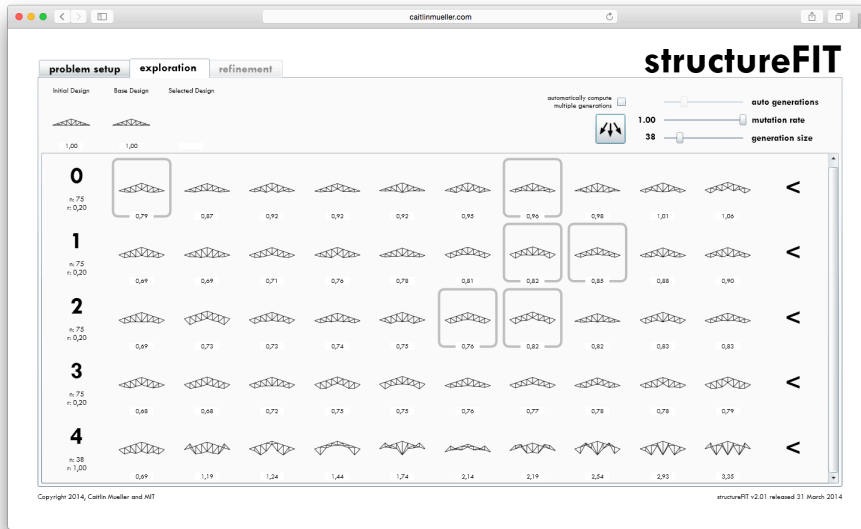 caitlinmueller.com
structureFIT
problem setup
exploration
refinement
Initial Design
Base Design
Selected Design
automatically compute
multiple generations
auto generations
1.00
mutation rate
38
generation size
1,00
1,00
0
n: 75
r: 0,20
0,79
0,87
0,92
0,92
0,92
0,95
0,96
0,98
1,01
1,06
<
1
n: 75
r: 0,20
0,69
0,69
0,71
0,76
0,78
0,81
0,82
0,85
0,88
0,90
<
2
n: 75
r: 0,20
0,69
0,73
0,73
0,74
0,75
0,76
0,82
0,82
0,83
0,83
<
3
n: 75
r: 0,20
0,68
0,68
0,72
0,75
0,75
0,76
0,77
0,78
0,78
0,79
<
4
n: 38
r: 1,00
0,69
1,19
1,24
1,44
1,74
2,14
2,19
2,54
2,93
3,35
<
Copyright 2014, Caitlin Mueller and MIT
structureFIT v2.01 released 31 March 2014